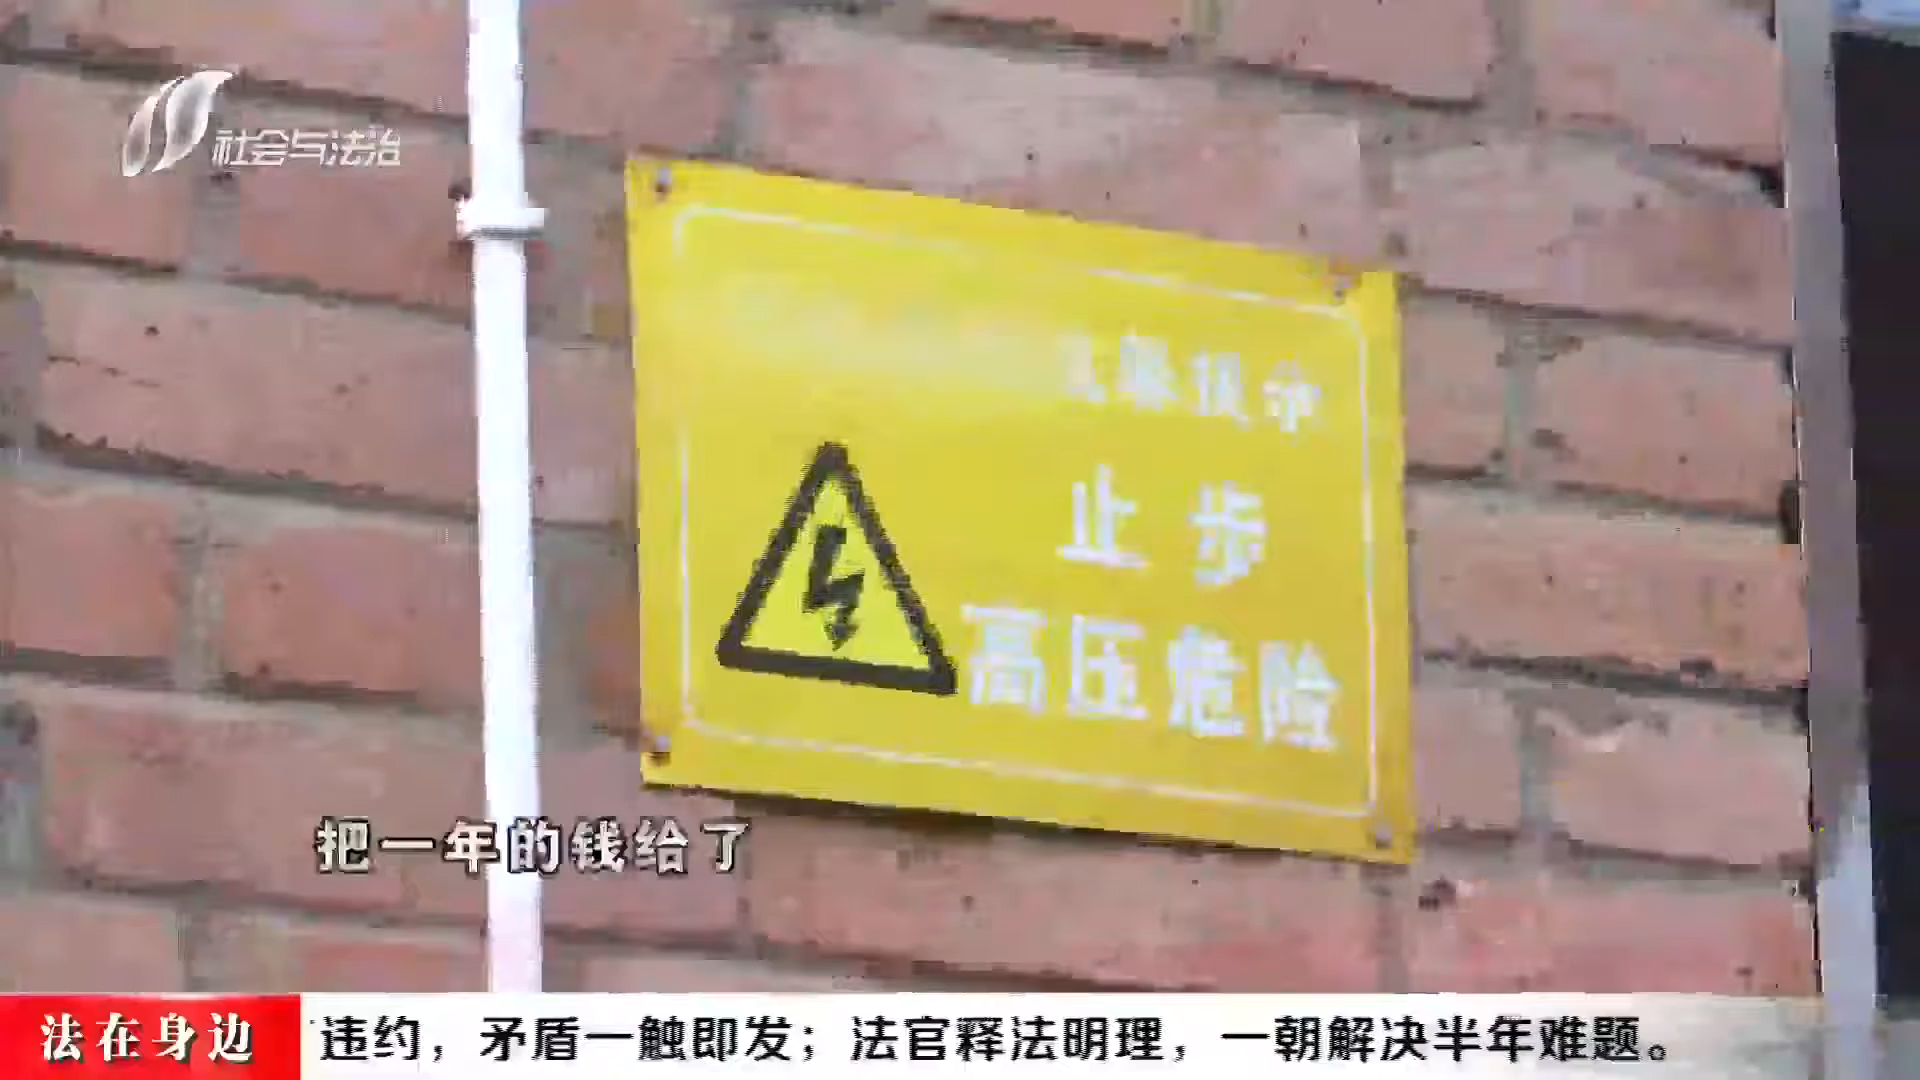 社会与法治
提示
止步
高压危险
把一年的钱给了
法在身边
违约，矛盾一触即发；法官释法明理，一朝解决半年难题。